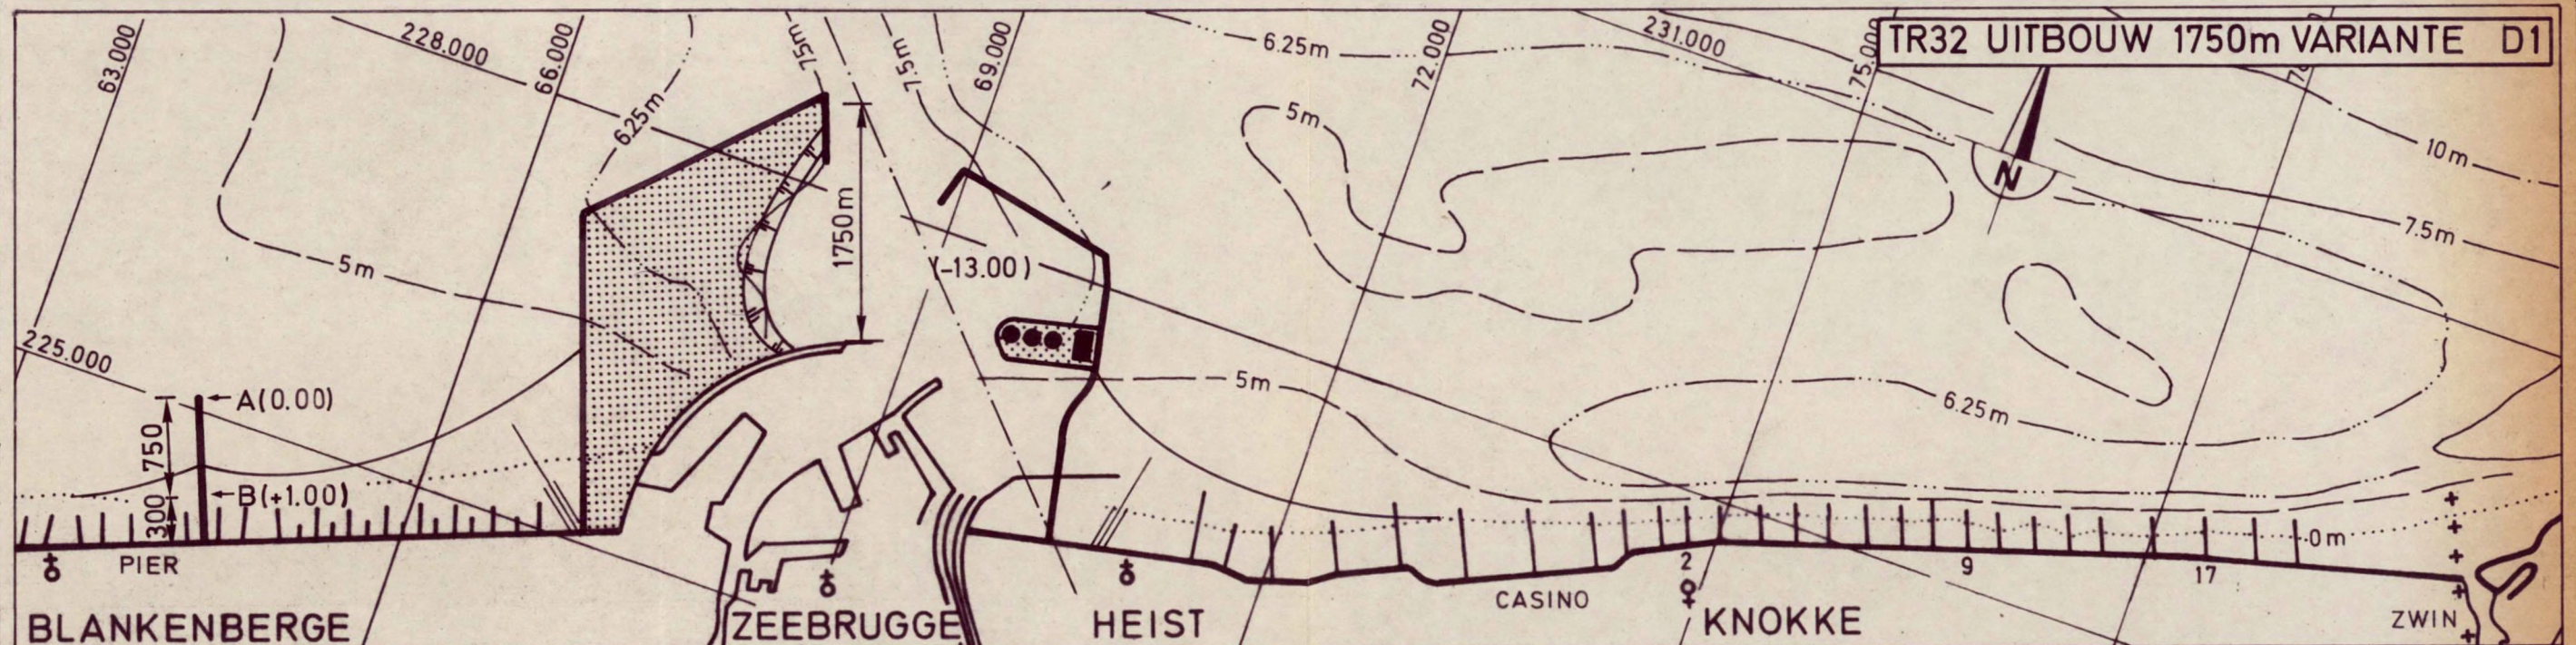 TR32 UITBOUW 1750m VARIANTE D1
63.000
228.000
66.000
6.25m
7.5m
7.5m
69.000
6.25m
72.000
231.000
75.000
5m
10m
N
7.5m
1750m
(-13.00)
5m
225.000
A(0.00)
750
B(+1.00)
300
5m
6.25m
0m
PIER
2
9
17
CASINO
BLANKENBERGE
ZEEBRUGGE
HEIST
KNOKKE
ZWIN